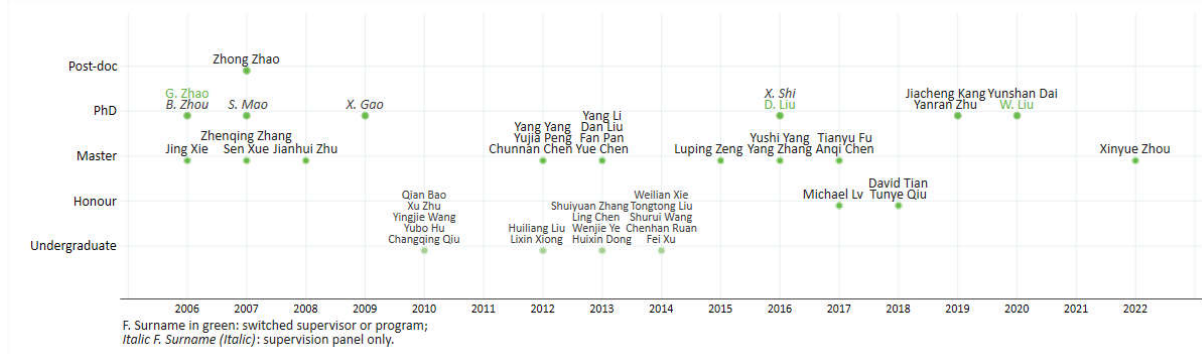 Zhong Zhao
Post-doc
G. Zhao
X. Shi
Jiacheng Kang Yunshan Dai
PhD
B. Zhou
S. Mao
X. Gao
D. Liu
Yanran Zhu
W. Liu
Yang Li
Yang Yang
Dan Liu
Zhenqing Zhang
Yujia Peng
Fan Pan
Yushi Yang
Tianyu Fu
Master
Jing Xie
Sen Xue
Jianhui Zhu
Chunnan Chen
Yue Chen
Luping Zeng
Yang Zhang
Anqi Chen
Xinyue Zhou
David Tian
Honour
Michael Lv
Tunye Qiu
Qian Bao
Weilian Xie
Xu Zhu
Shuiyuan Zhang
Tongtong Liu
Yingjie Wang
Ling Chen
Shurui Wang
Yubo Hu
Huiliang Liu
Wenjie Ye
Chenhan Ruan
Undergraduate
Changqing Qiu
Lixin Xiong
Huixin Dong
Fei Xu
2006 2007 2008 2009 2010 2011 2012 2013 2014 2015 2016 2017 2018 2019 2020 2021 2022
F. Surname in green: switched supervisor or program;
Italic F. Surname (Italic): supervision panel only.